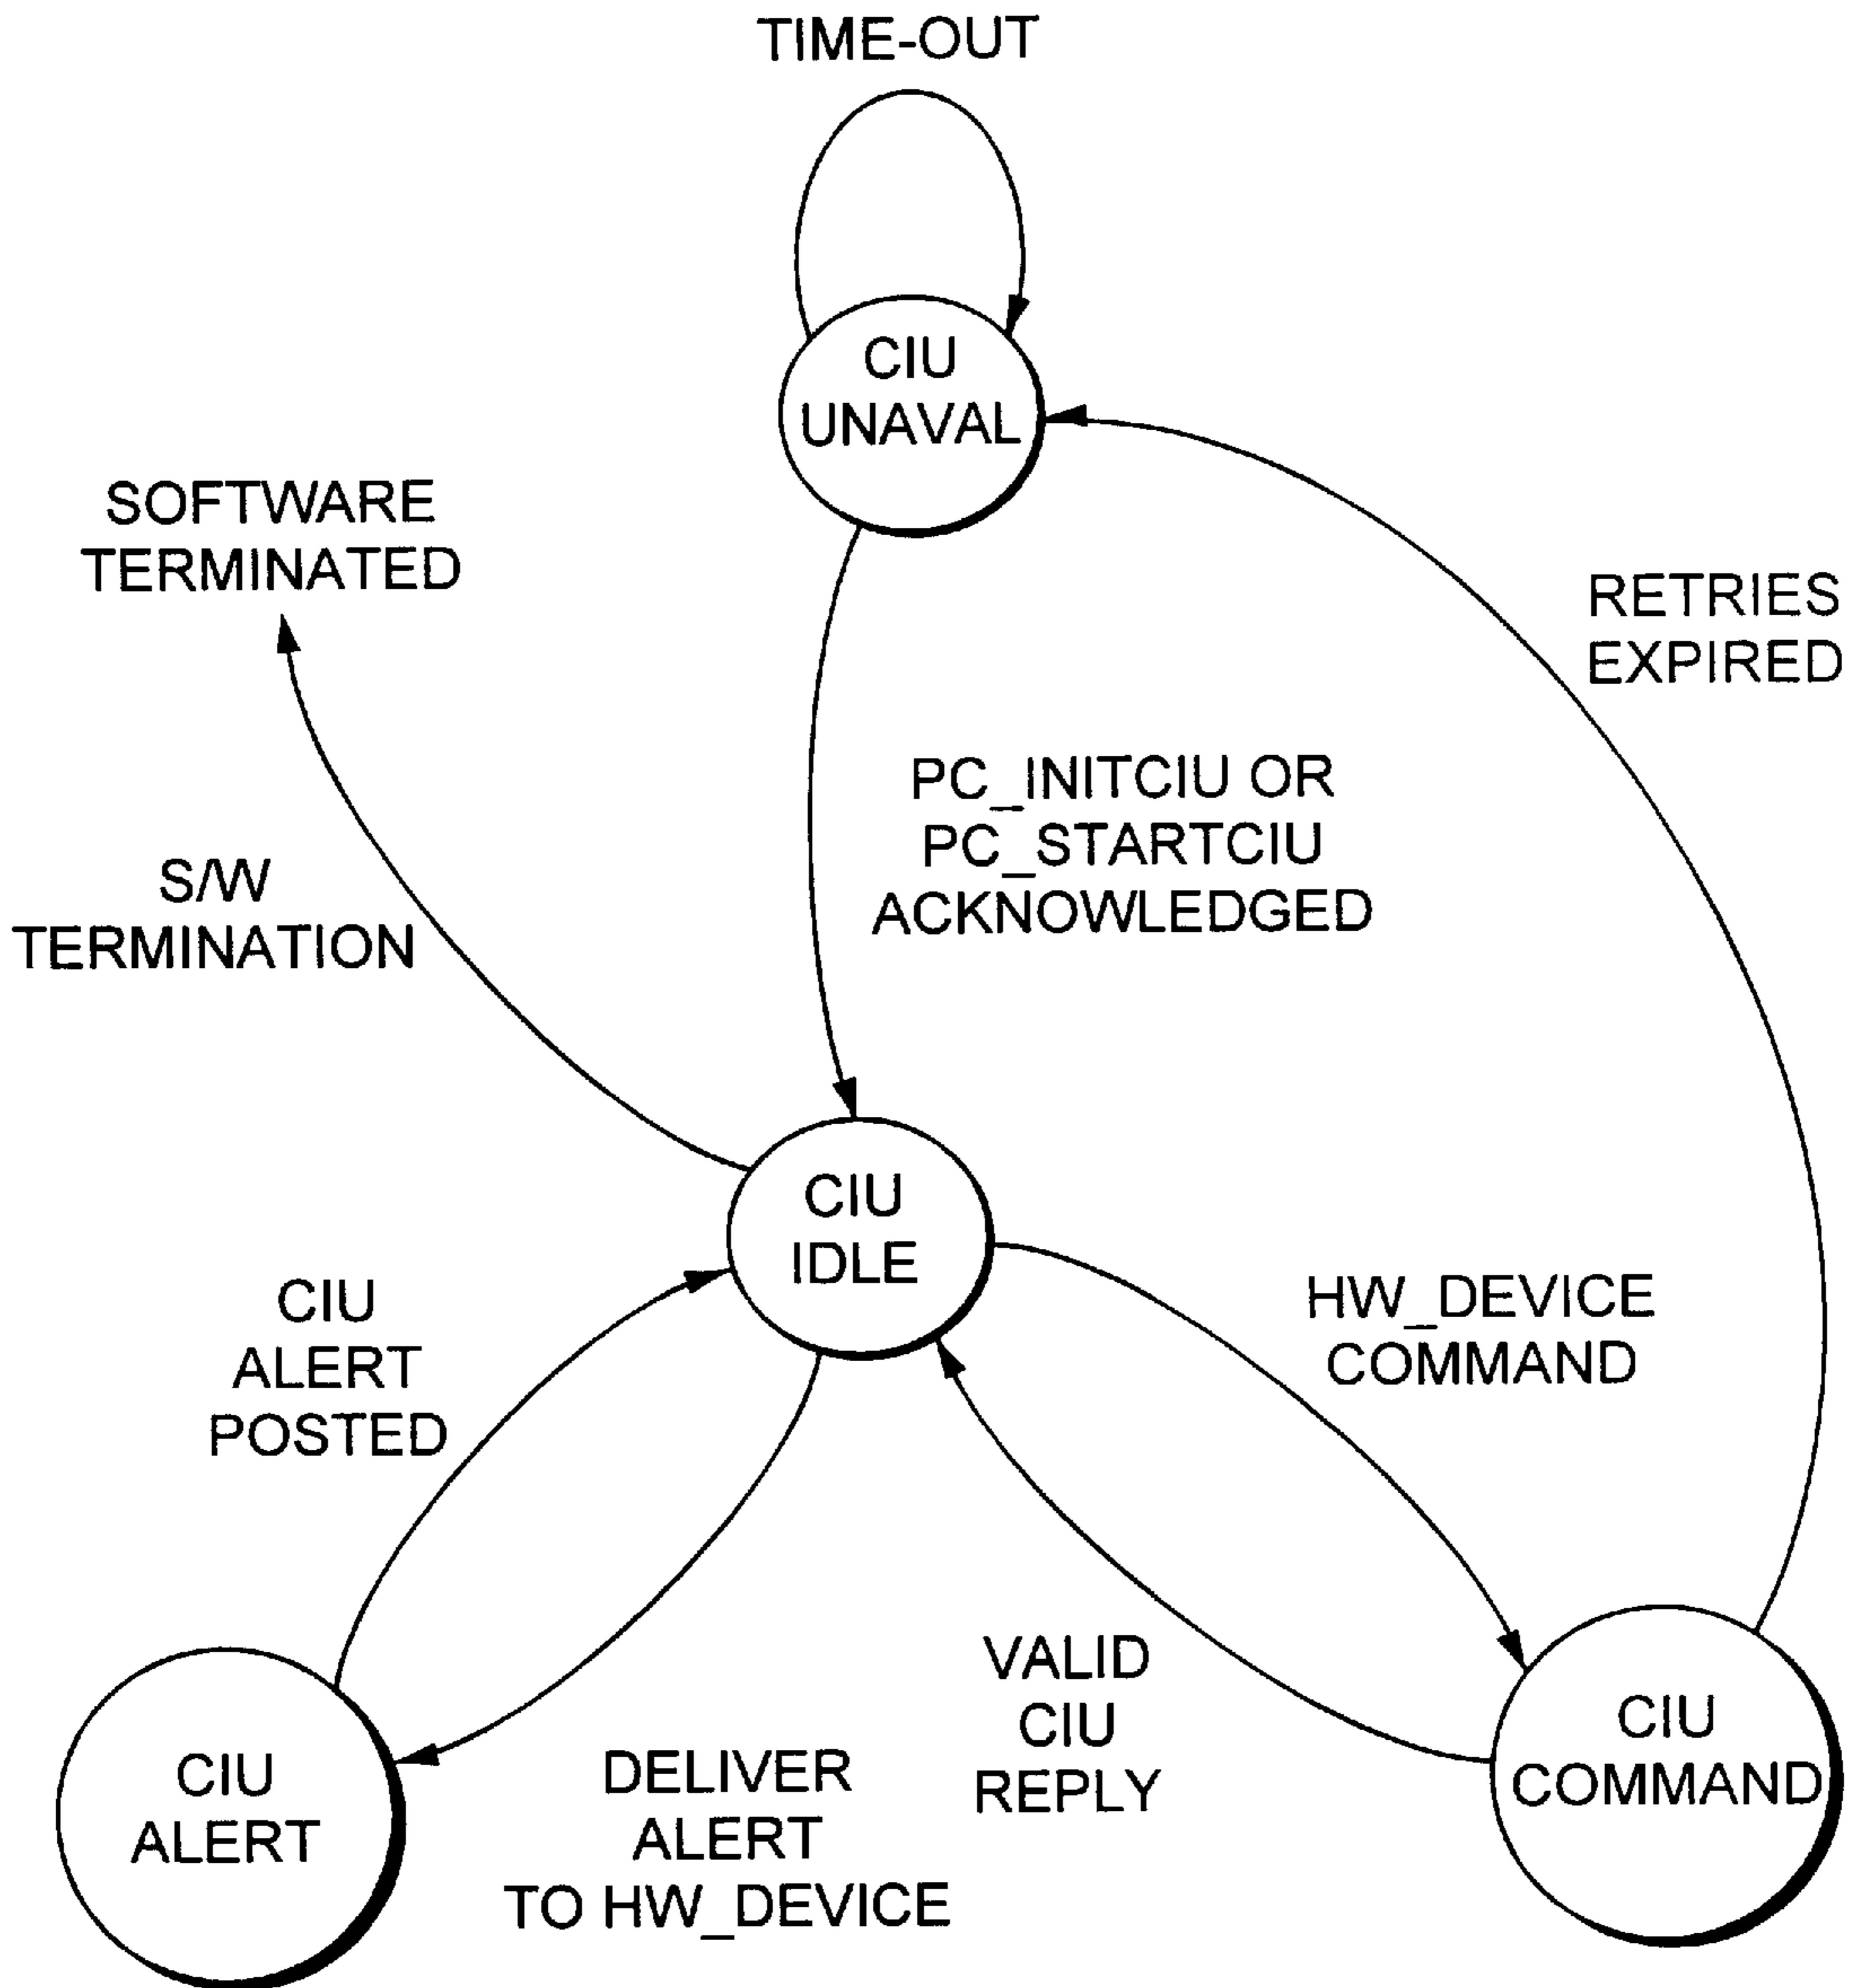 TIME-OUT
CIU
UNAVAL
SOFTWARE
TERMINATED
RETRIES
EXPIRED
PC_INITCIU OR
PC_STARTCIU
ACKNOWLEDGED
S/W
TERMINATION
CIU
IDLE
CIU
ALERT
POSTED
HW_DEVICE
COMMAND
VALID
CIU
REPLY
CIU
COMMAND
CIU
ALERT
DELIVER
ALERT
TO HW_DEVICE